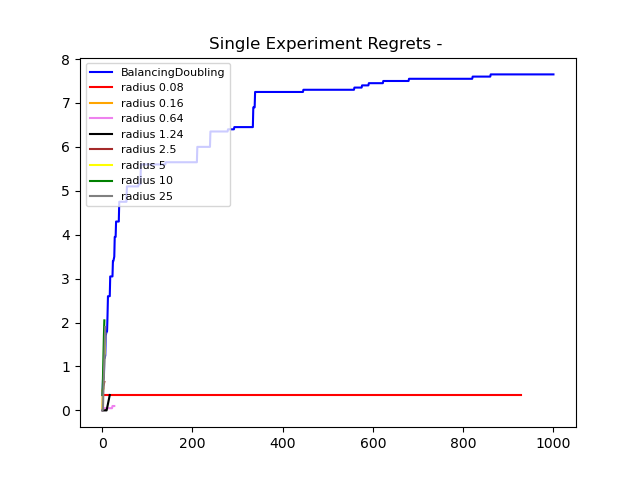 Single Experiment Regrets -
BalancingDoubling
radius 0.08
radius 0.16
radius 0.64
radius 1.24
radius 2.5
radius 5
radius 10
radius 25
8
7
6
5
4
3
2
1
0
0 200 400 600 800 1000